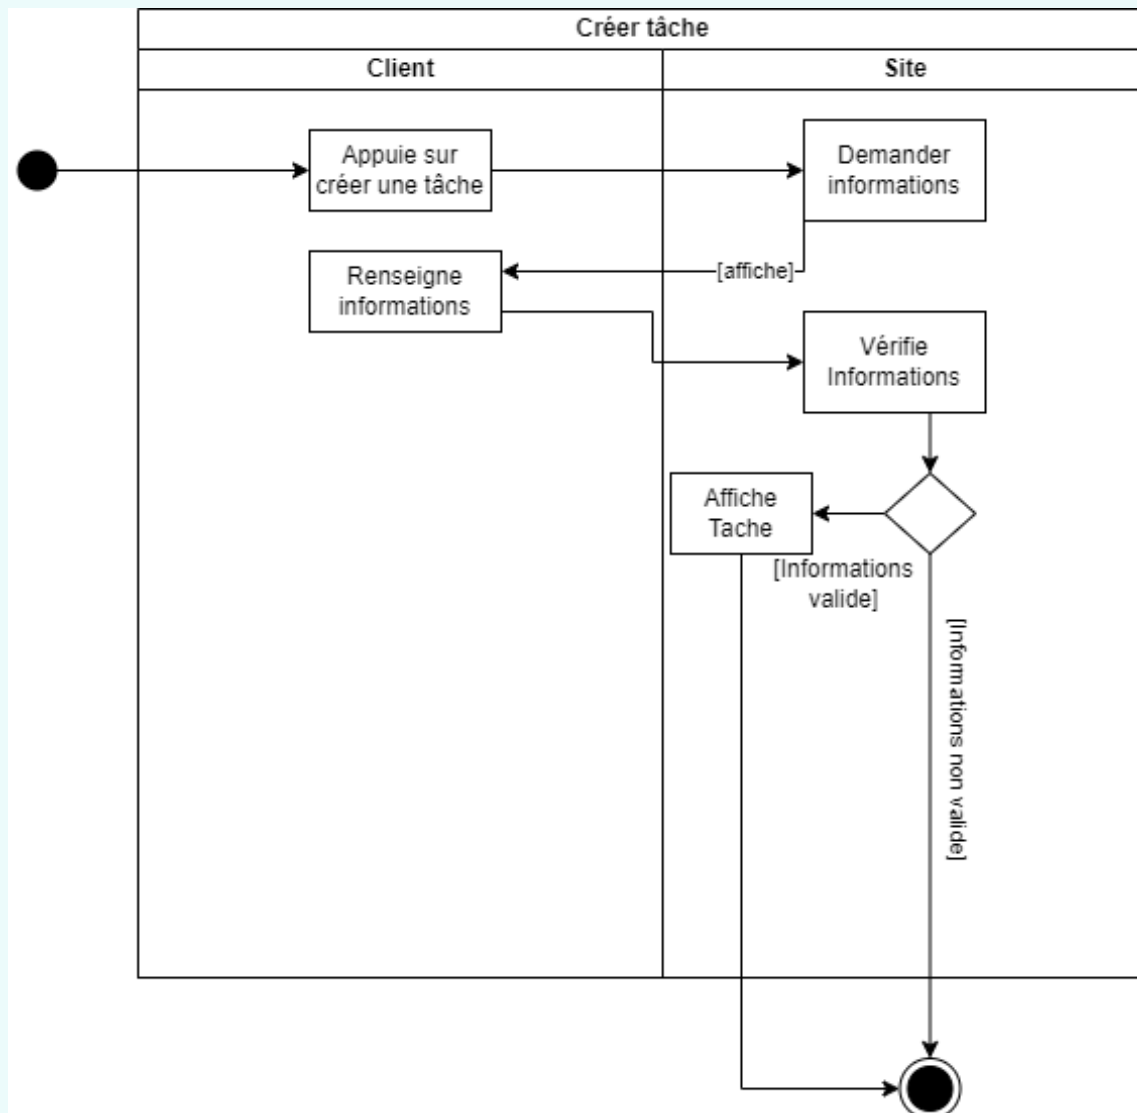 Créer tâche
Client
Site
Appuie sur
créer une tâche
Demander
informations
[affiche]
Renseigne
informations
Vérifie
Informations
Affiche
Tache
[Informations
valide]
[Informations non valide]